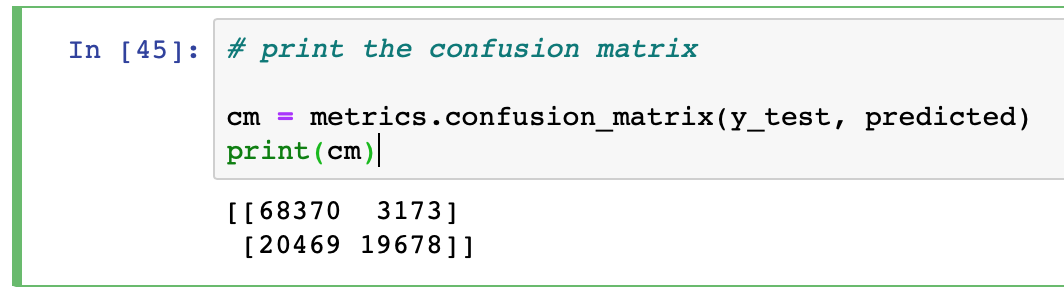 In [45]: # print the confusion matrix
cm = metrics.confusion_matrix(y_test, predicted)
print(cm)
[[68370  3173]
 [20469 19678]]